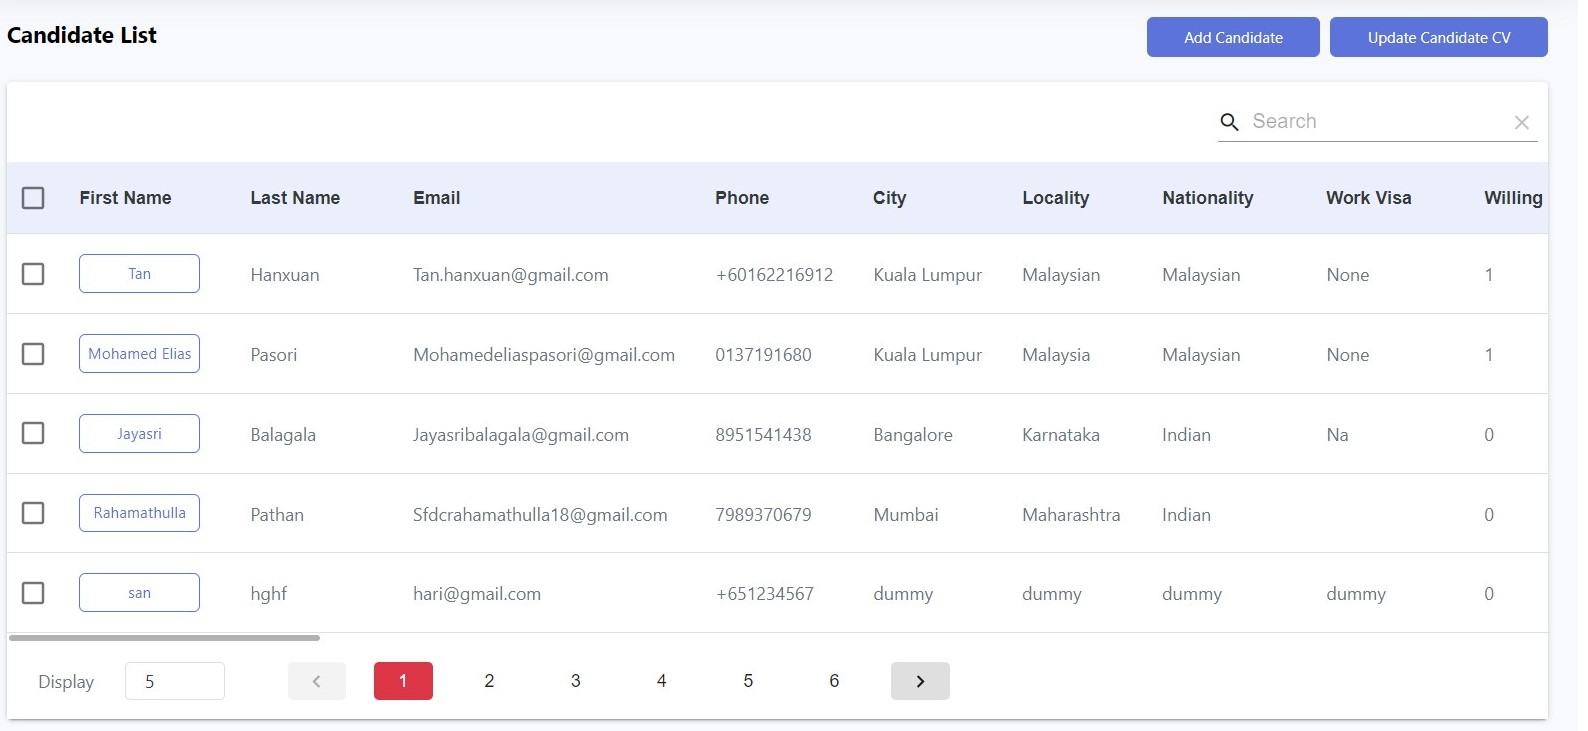 Candidate List
Add Candidate
Update Candidate CV
Search
First Name Last Name Email Phone City Locality Nationality Work Visa Willing
Tan Hanxuan Tan.hanxuan@gmail.com +60162216912 Kuala Lumpur Malaysian Malaysian None 1
Mohamed Elias Pasori Mohamedeliaspasori@gmail.com 0137191680 Kuala Lumpur Malaysia Malaysian None 1
Jayasri Balagala Jayasribalagala@gmail.com 8951541438 Bangalore Karnataka Indian Na 0
Rahamathulla Pathan Sfdcrahamathulla18@gmail.com 7989370679 Mumbai Maharashtra Indian 0
san hghf hari@gmail.com +651234567 dummy dummy dummy dummy 0
Display 5 1 2 3 4 5 6